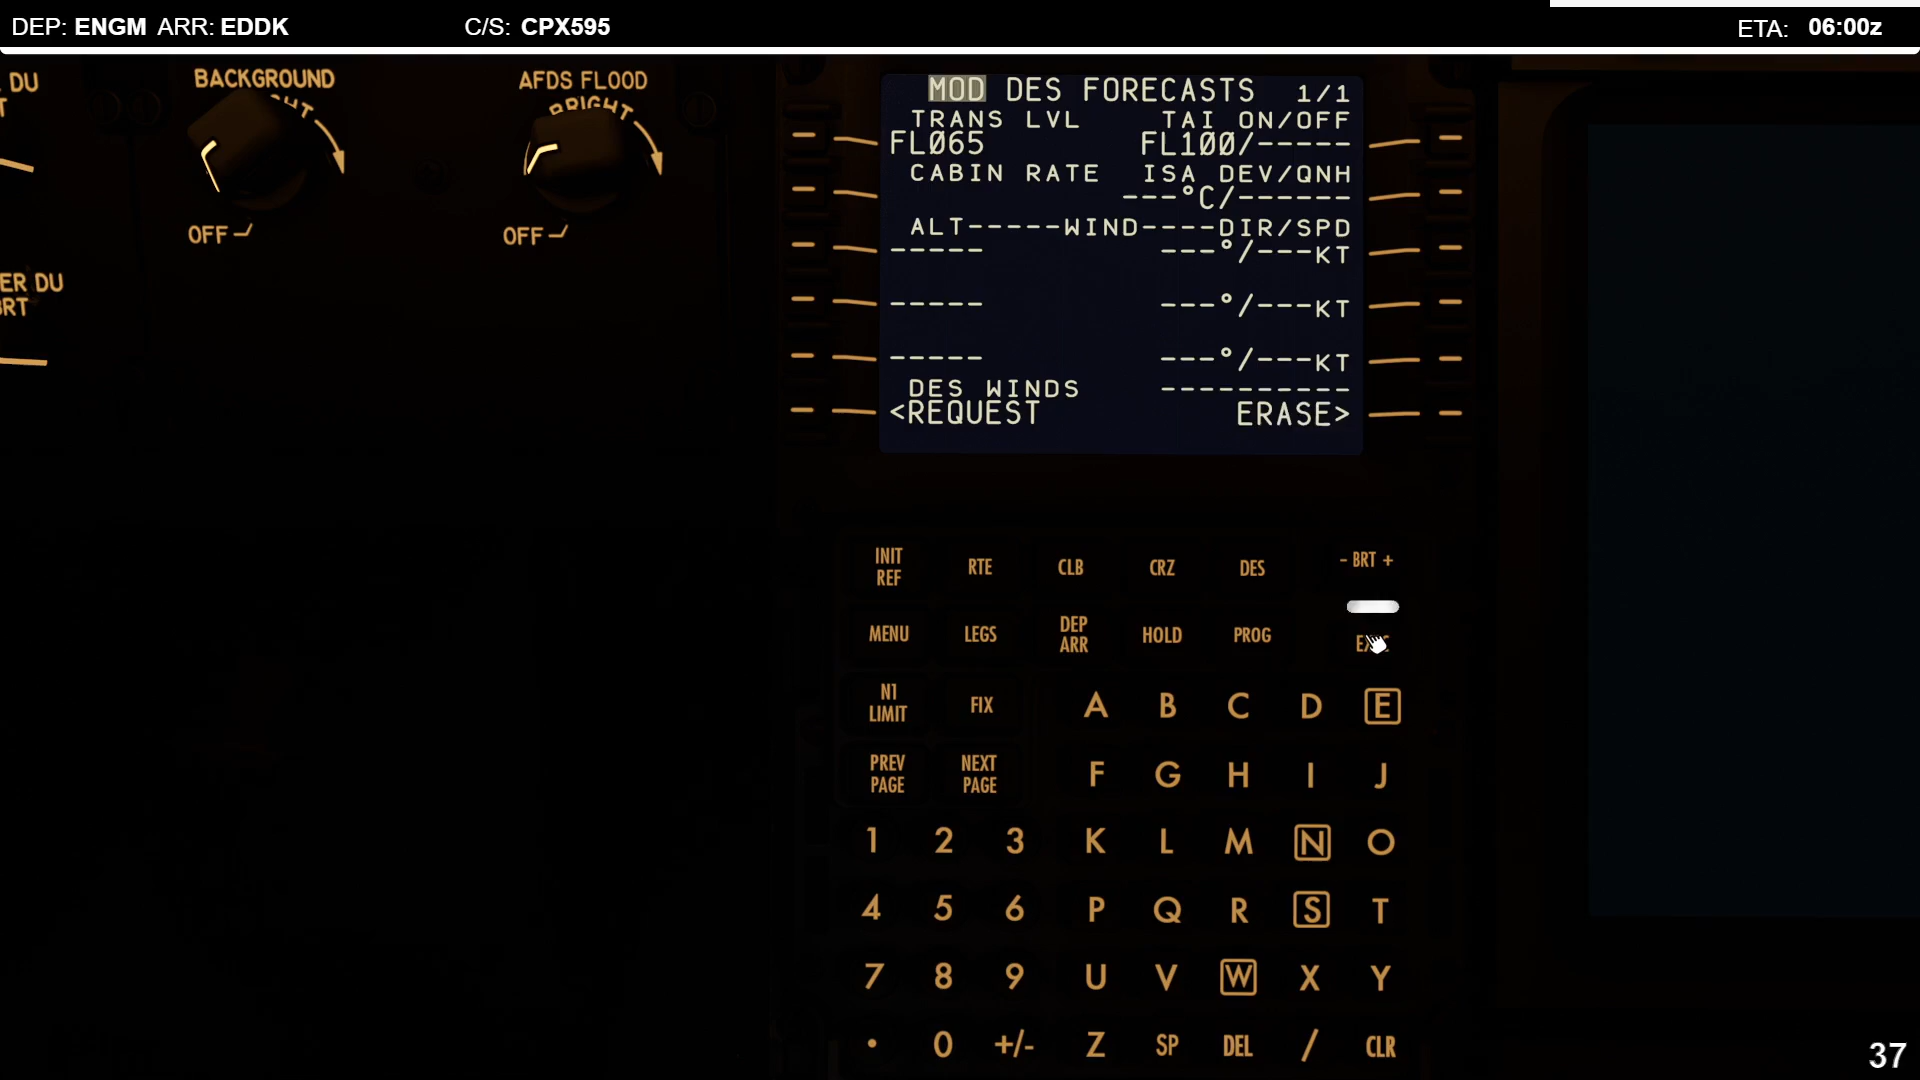 DEP: ENGM ARR: EDDK C/S: CPX595 ETA: 06:00z
DU
T
BACKGROUND
OFF
AFDS FLOOD
BRIGHT
OFF
ER DU
BRT
MOD DES FORECASTS 1/1
TRANS LVL TAI ON/OFF
FL065 FL100/-----
CABIN RATE ISA DEV/QNH
---°C/------
ALT-----WIND----DIR/SPD
----- ---°/---KT
----- ---°/---KT
----- ---°/---KT
DES WINDS ----------
<REQUEST ERASE>
INIT REF RTE CLB CRZ DES - BRT +
MENU LEGS DEP ARR HOLD PROG
N1 LIMIT FIX A B C D E
PREV PAGE NEXT PAGE F G H I J
1 2 3 K L M N O
4 5 6 P Q R S T
7 8 9 U V W X Y
. 0 +/- Z SP DEL / CLR
37